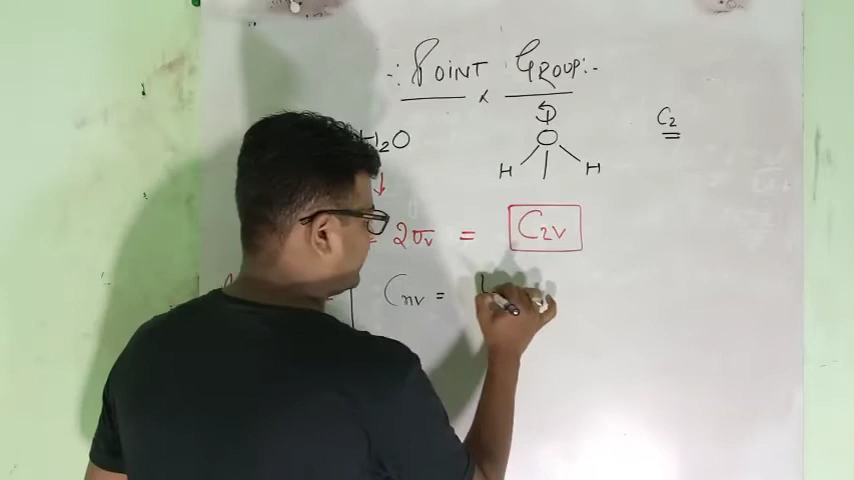 -: POINT GROUP:-
H₂O
C₂
H O H
= 2σᵥ = C₂ᵥ
Cₙᵥ =